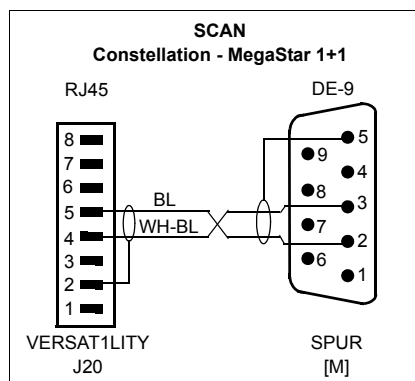 SCAN
Constellation - MegaStar 1+1
RJ45
DE-9
8
7
6
5
4
3
2
1
BL
WH-BL
5
9
4
8
3
7
2
6
1
VERSAT1LITY
J20
SPUR
[M]